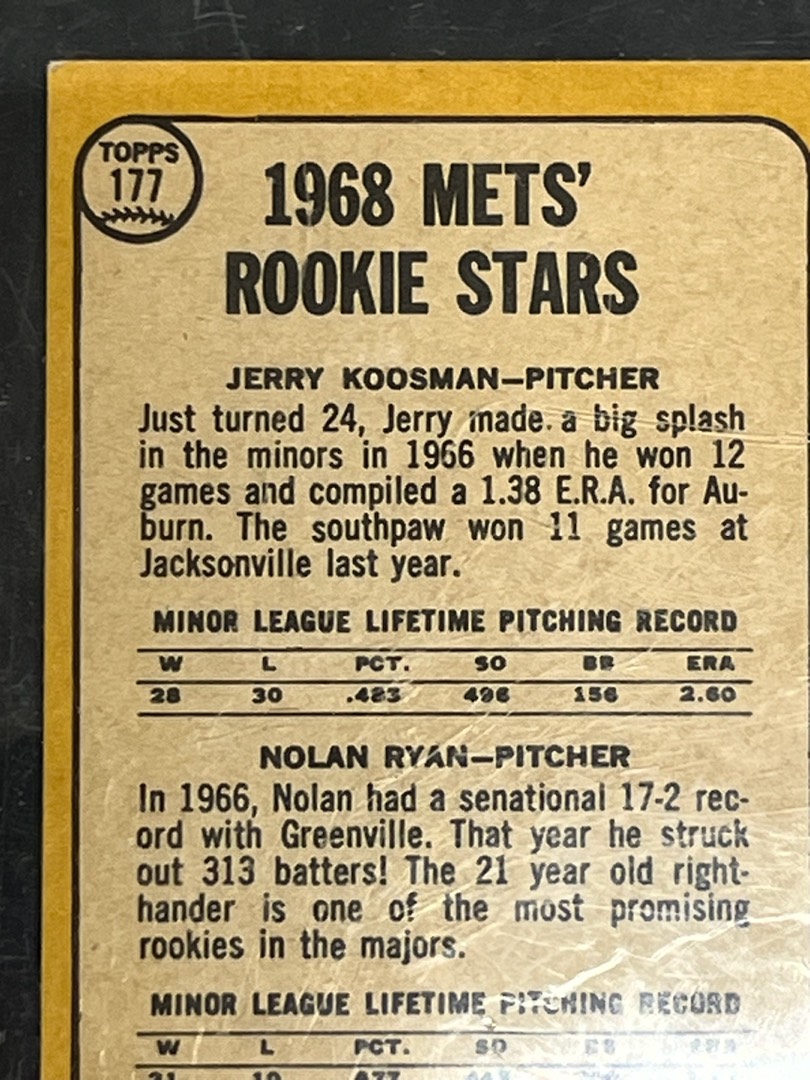 TOPPS
177
1968 METS'
ROOKIE STARS
JERRY KOOSMAN—PITCHER
Just turned 24, Jerry made a big splash
in the minors in 1966 when he won 12
games and compiled a 1.38 E.R.A. for Au-
burn. The southpaw won 11 games at
Jacksonville last year.
MINOR LEAGUE LIFETIME PITCHING RECORD
W L PCT. SO BB ERA
28 30 .483 496 156 2.60
NOLAN RYAN—PITCHER
In 1966, Nolan had a senational 17-2 rec-
ord with Greenville. That year he struck
out 313 batters! The 21 year old right-
hander is one of the most promising
rookies in the majors.
MINOR LEAGUE LIFETIME PITCHING RECORD
W L PCT. SO